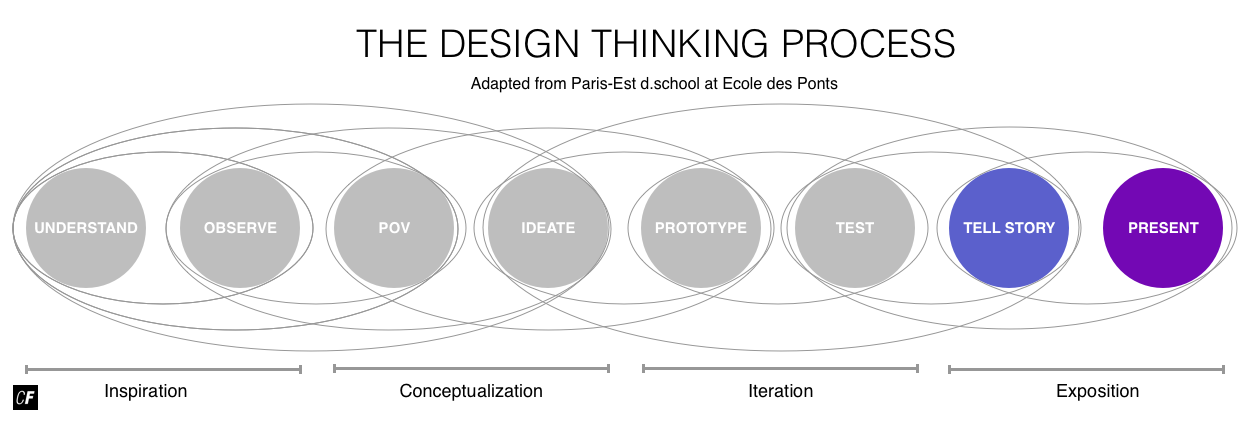 THE DESIGN THINKING PROCESS
Adapted from Paris-Est d.school at Ecole des Ponts
UNDERSTAND
OBSERVE
POV
IDEATE
PROTOTYPE
TEST
TELL STORY
PRESENT
Inspiration
Conceptualization
Iteration
Exposition
CF